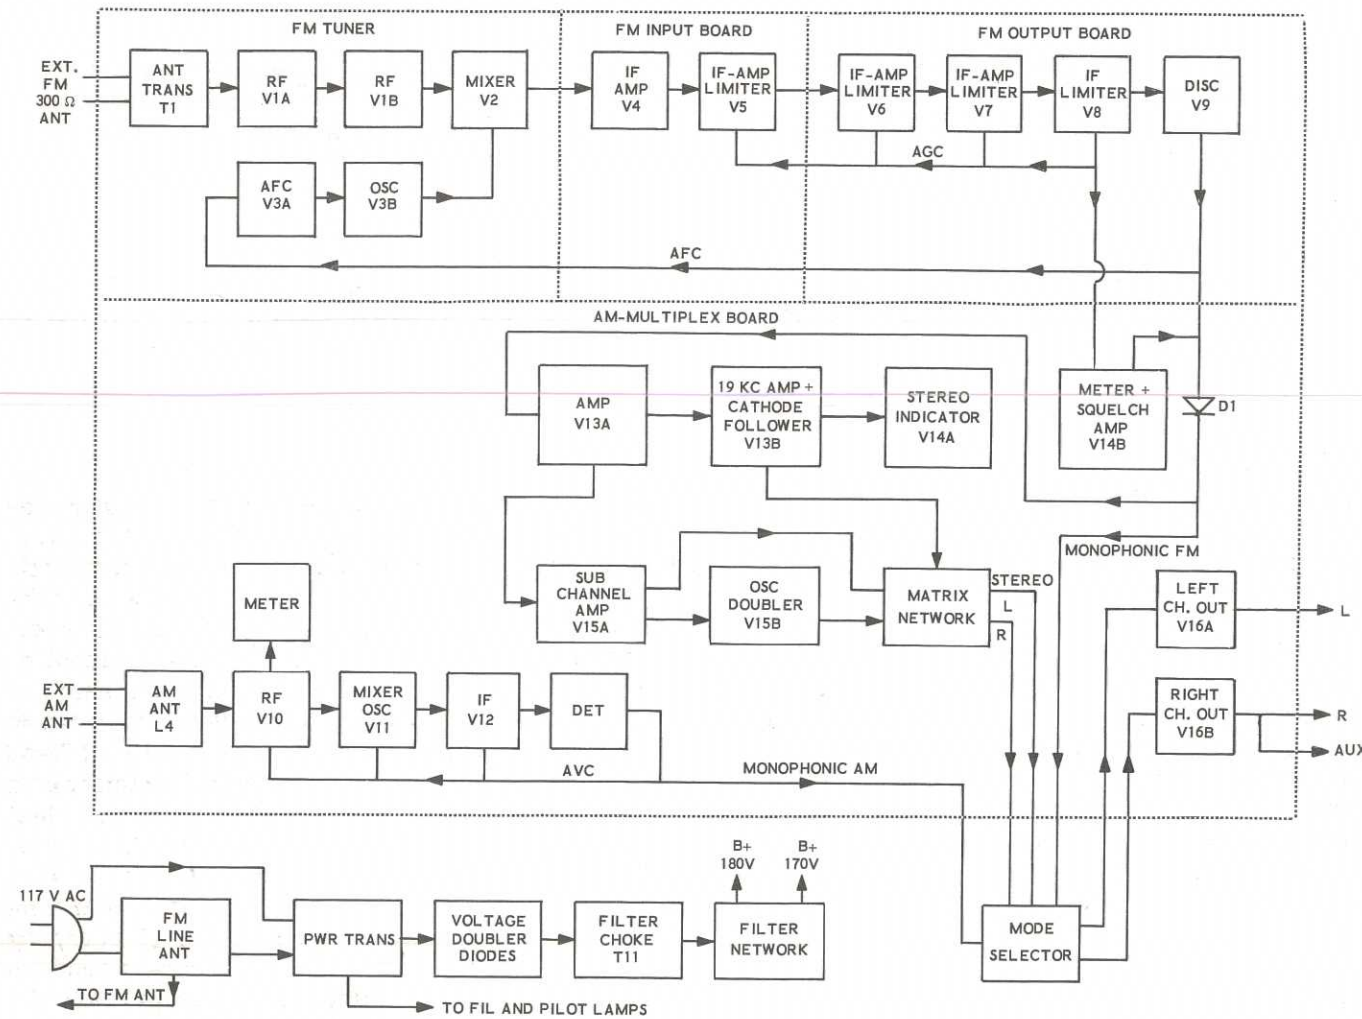 FM TUNER
FM INPUT BOARD
FM OUTPUT BOARD
EXT.
FM
300 Ω
ANT
ANT
TRANS
T1
RF
V1A
RF
V1B
MIXER
V2
IF
AMP
V4
IF-AMP
LIMITER
V5
IF-AMP
LIMITER
V6
IF-AMP
LIMITER
V7
IF
LIMITER
V8
DISC
V9
AGC
AFC
V3A
OSC
V3B
AFC
AM-MULTIPLEX BOARD
AMP
V13A
19 KC AMP +
CATHODE
FOLLOWER
V13B
STEREO
INDICATOR
V14A
METER +
SQUELCH
AMP
V14B
D1
MONOPHONIC FM
METER
SUB
CHANNEL
AMP
V15A
OSC
DOUBLER
V15B
MATRIX
NETWORK
STEREO
L
R
LEFT
CH. OUT
V16A
L
EXT
AM
ANT
AM
ANT
L4
RF
V10
MIXER
OSC
V11
IF
V12
DET
RIGHT
CH. OUT
V16B
R
AUX
AVC
MONOPHONIC AM
117 V AC
FM
LINE
ANT
PWR TRANS
VOLTAGE
DOUBLER
DIODES
FILTER
CHOKE
T11
B+
180V
B+
170V
FILTER
NETWORK
MODE
SELECTOR
TO FM ANT
TO FIL AND PILOT LAMPS